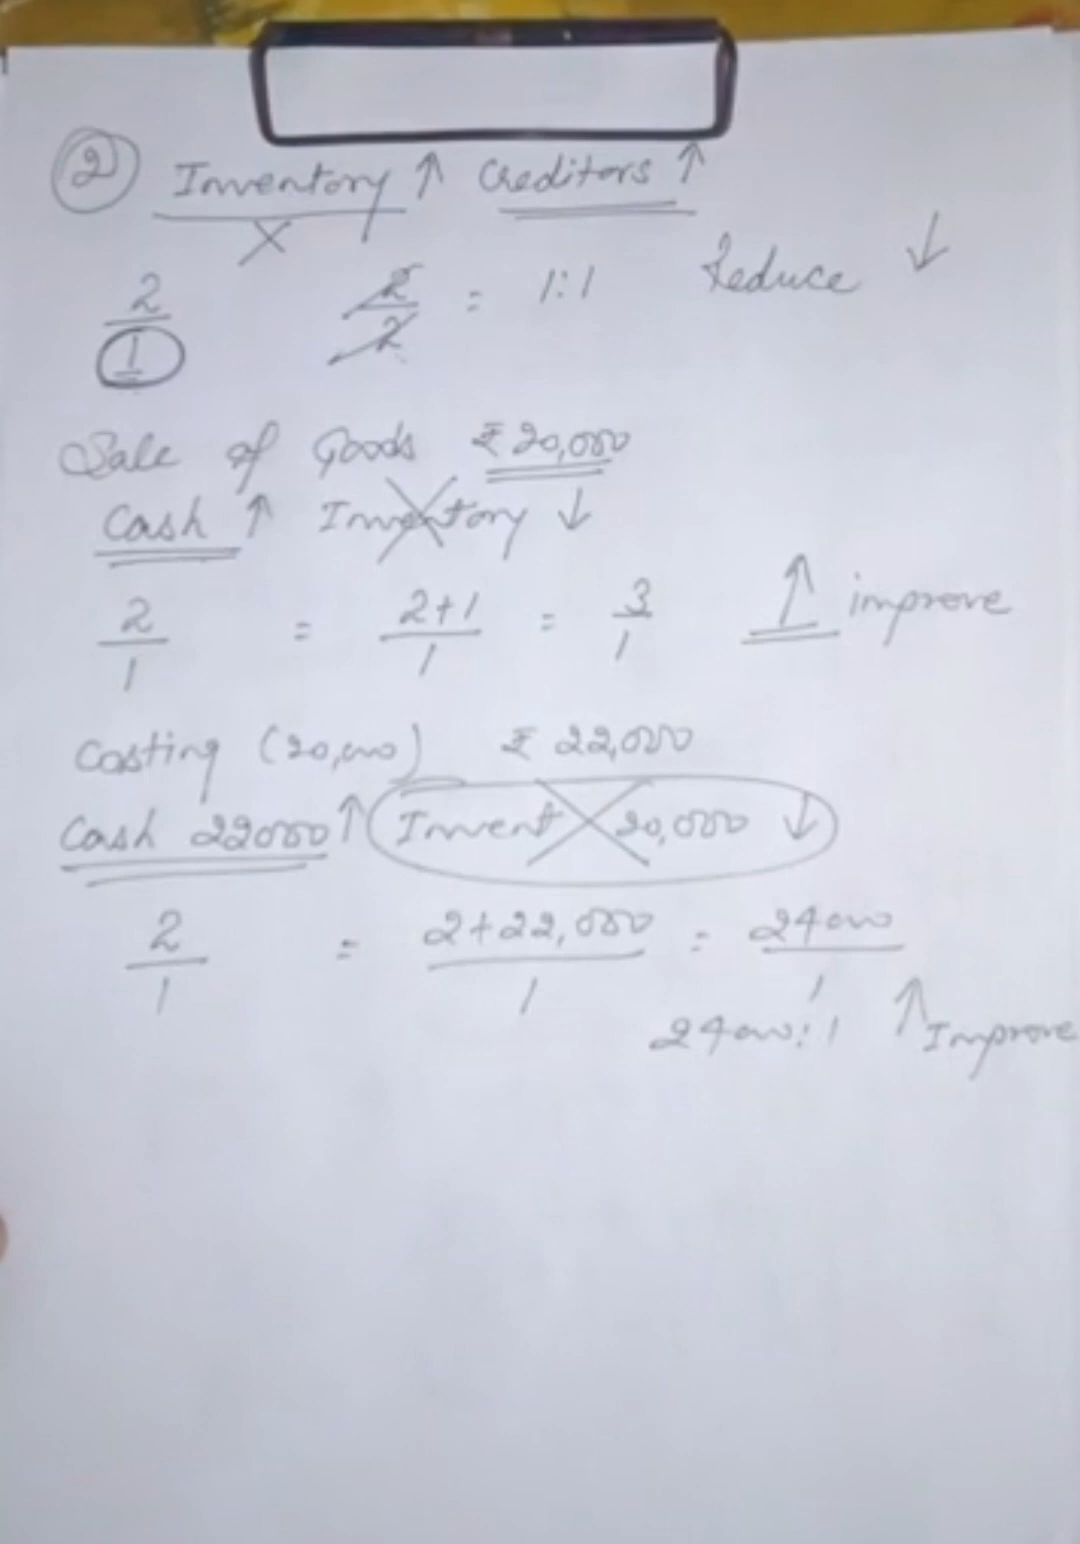 2 Inventory ↑ Creditors ↑
X
2/1 2/2 = 1:1 Reduce ↓
Sale of Goods ₹ 20,000
Cash ↑ Inventory ↓
2/1 = 2+1/1 = 3/1 ↑ improve
Costing (20,000) ₹ 22,000
Cash 22000 ↑ Invent 20,000 ↓
2/1 = 2+22,000/1 = 24000/1
24000:1 ↑ Improve